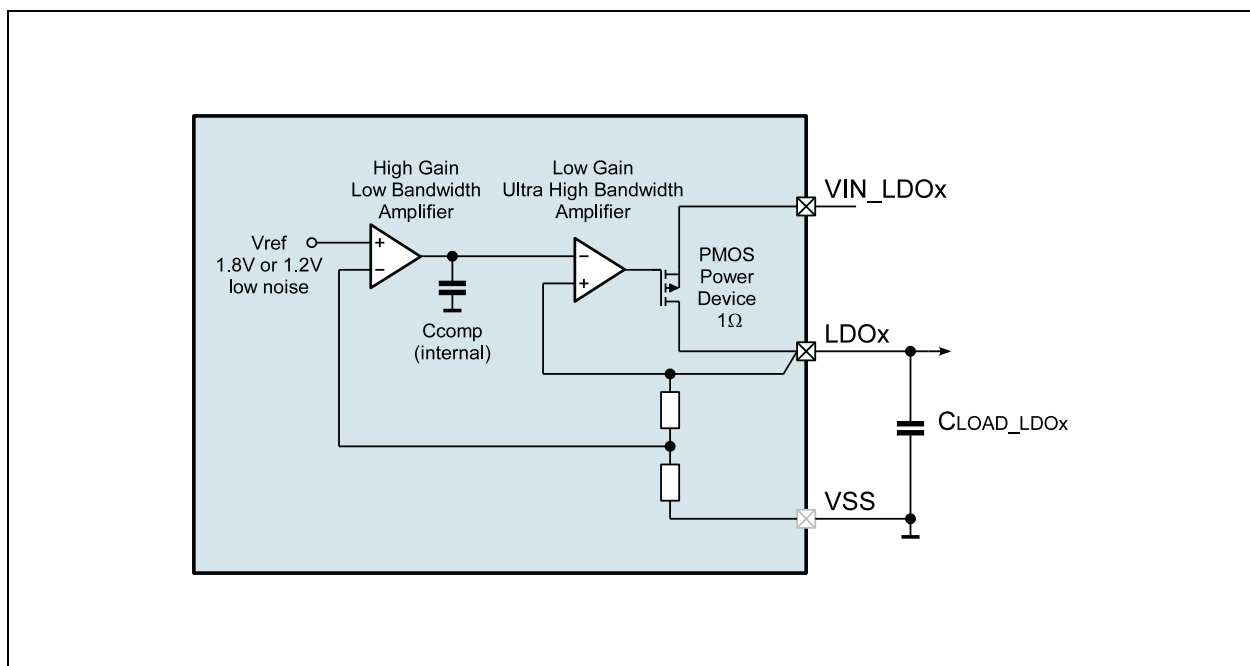 High Gain
Low Bandwidth
Amplifier
Low Gain
Ultra High Bandwidth
Amplifier
VIN_LDOx
Vref
1.8V or 1.2V
low noise
+
−
−
+
PMOS
Power
Device
1Ω
Ccomp
(internal)
LDOx
CLOAD_LDOx
VSS